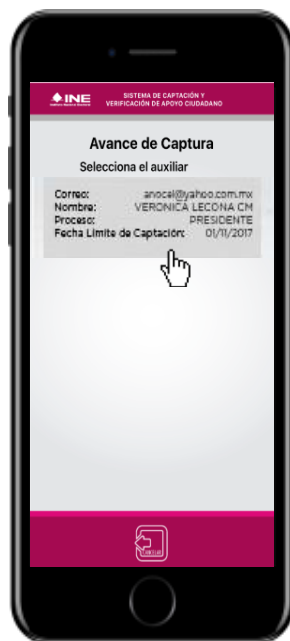 INE
SISTEMA DE CAPTACIÓN Y
VERIFICACIÓN DE APOYO CIUDADANO
Avance de Captura
Selecciona el auxiliar
Correo: anocel@yahoo.com.mx
Nombre: VERONICA LECONA CM
Proceso: PRESIDENTE
Fecha Límite de Captación: 01/11/2017
CANCELAR